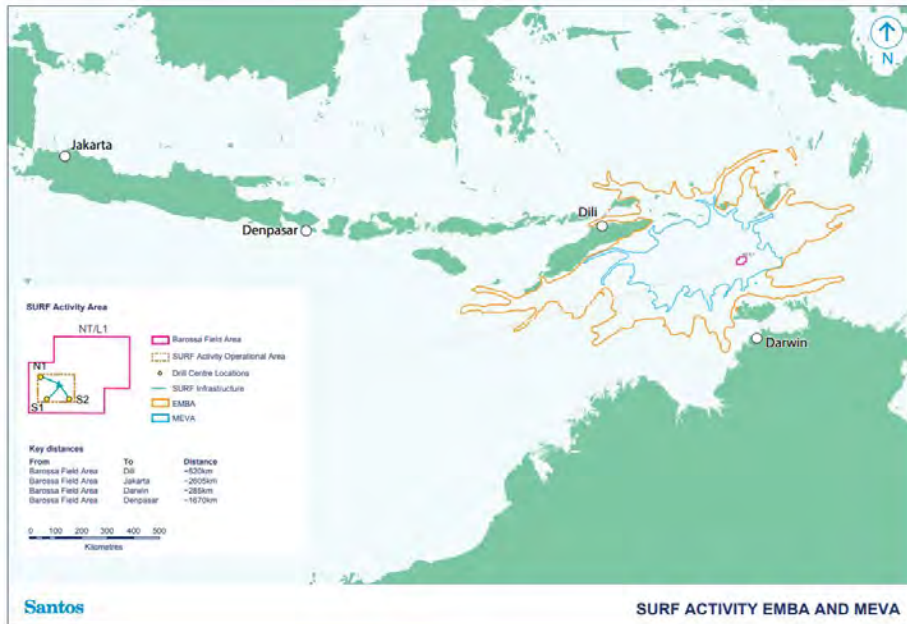 N
Jakarta
Dili
Denpasar
Darwin
SURF Activity Area
NT/L1
N1
S1
S2
Barossa Field Area
SURF Activity Operational Area
Drill Centre Locations
SURF Infrastructure
EMBA
MEVA
Key distances
From To Distance
Barossa Field Area Dili ~520km
Barossa Field Area Jakarta ~2605km
Barossa Field Area Darwin ~285km
Barossa Field Area Denpasar ~1670km
0 100 200 300 400 500
Kilometres
Santos
SURF ACTIVITY EMBA AND MEVA